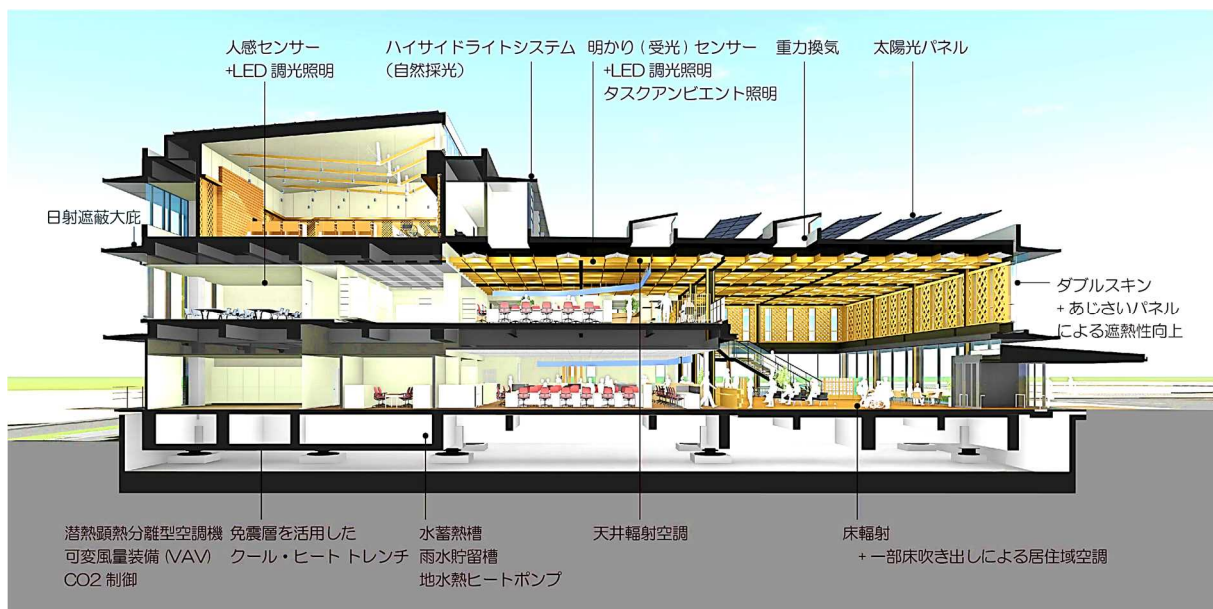 人感センサー
+LED 調光照明
ハイサイドライトシステム
（自然採光）
明かり ( 受光 ) センサー
+LED 調光照明
タスクアンビエント照明
重力換気
太陽光パネル
日射遮蔽大庇
ダブルスキン
+ あじさいパネル
による遮熱性向上
潜熱顕熱分離型空調機
可変風量装備 (VAV)
CO2 制御
免震層を活用した
クール・ヒート トレンチ
水蓄熱槽
雨水貯留槽
地水熱ヒートポンプ
天井輻射空調
床輻射
+ 一部床吹き出しによる居住域空調